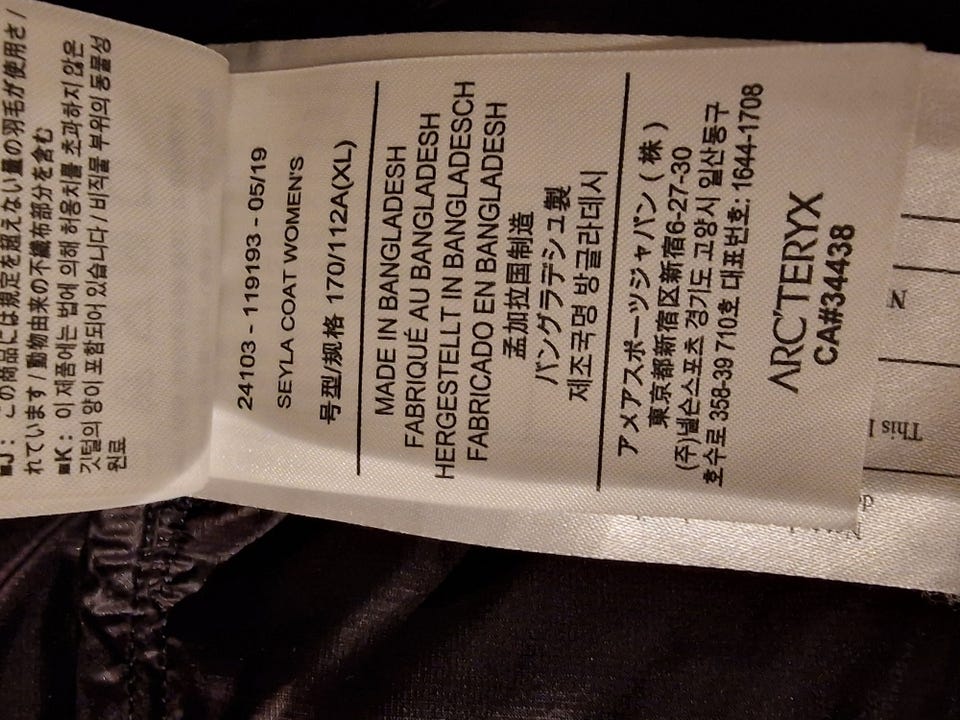 ■J: この商品には規定を超えない量の羽毛が使用さ
れています / 動物由来の不織布部分を含む
■K: 이 제품에는 법에 의해 허용치를 초과하지 않은
깃털의 양이 포함되어 있습니다 / 비직물 부위의 동물성
원료
24103 - 119193 - 05/19
SEYLA COAT WOMEN'S
号型/规格 170/112A(XL)
MADE IN BANGLADESH
FABRIQUÉ AU BANGLADESH
HERGESTELLT IN BANGLADESCH
FABRICADO EN BANGLADESH
孟加拉国制造
バングラデシュ製
제조국명 방글라데시
アメアスポーツジャパン (株)
東京都新宿区新宿6-27-30
(주)넬슨스포츠 경기도 고양시 일산동구
호수로 358-39 710호 대표번호: 1644-1708
ARC'TERYX
CA#34438
This